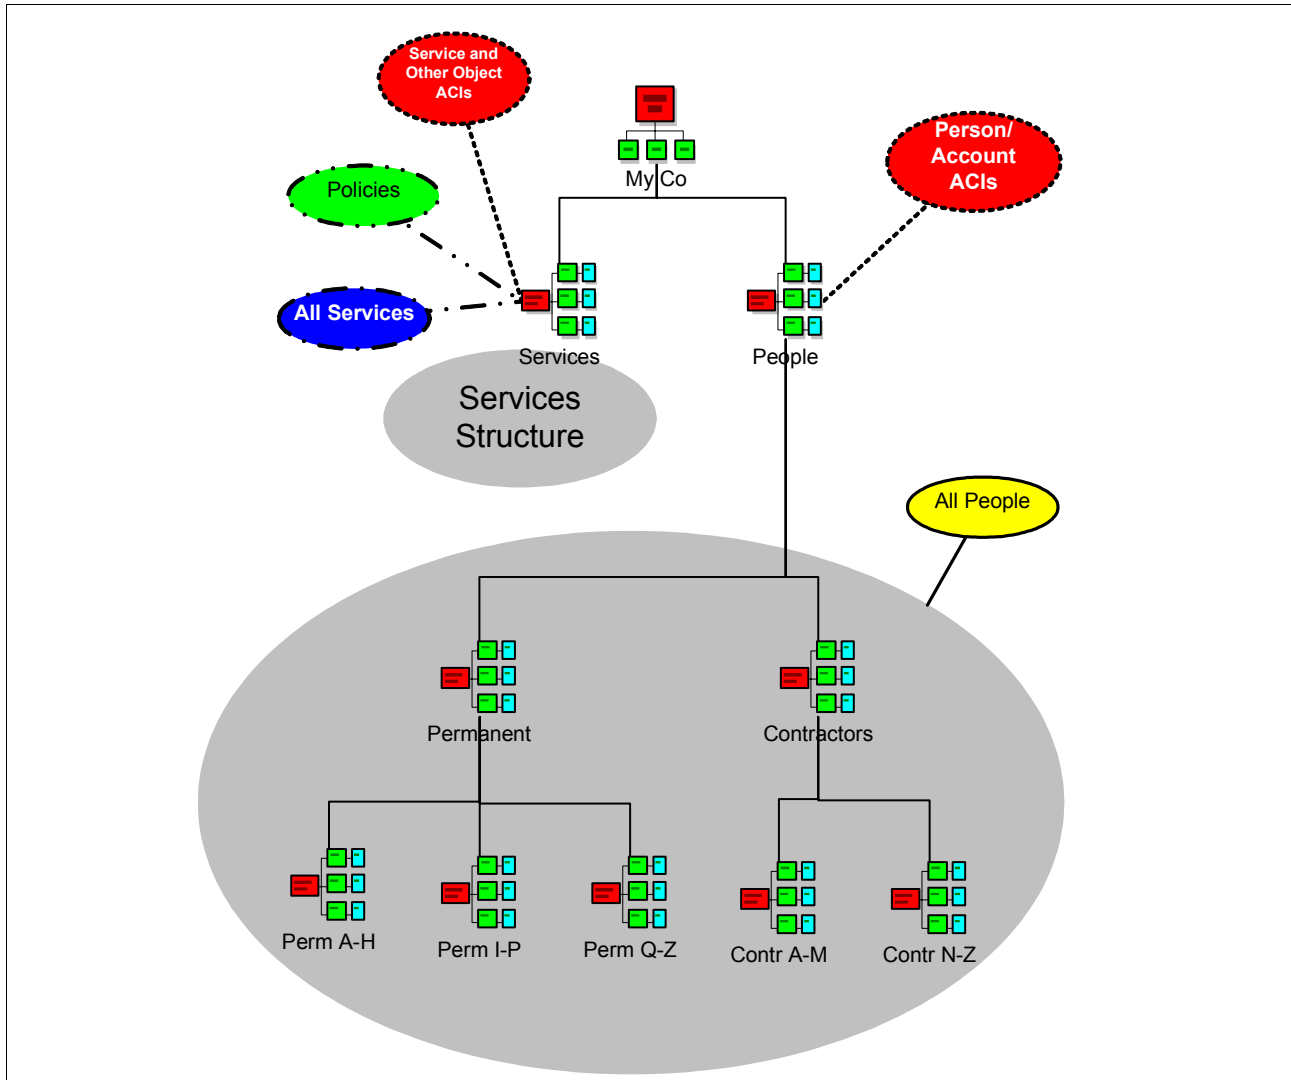 Service and
Other Object
ACIs
My Co
Person/
Account
ACIs
Policies
All Services
Services
People
Services
Structure
All People
Permanent
Contractors
Perm A-H
Perm I-P
Perm Q-Z
Contr A-M
Contr N-Z